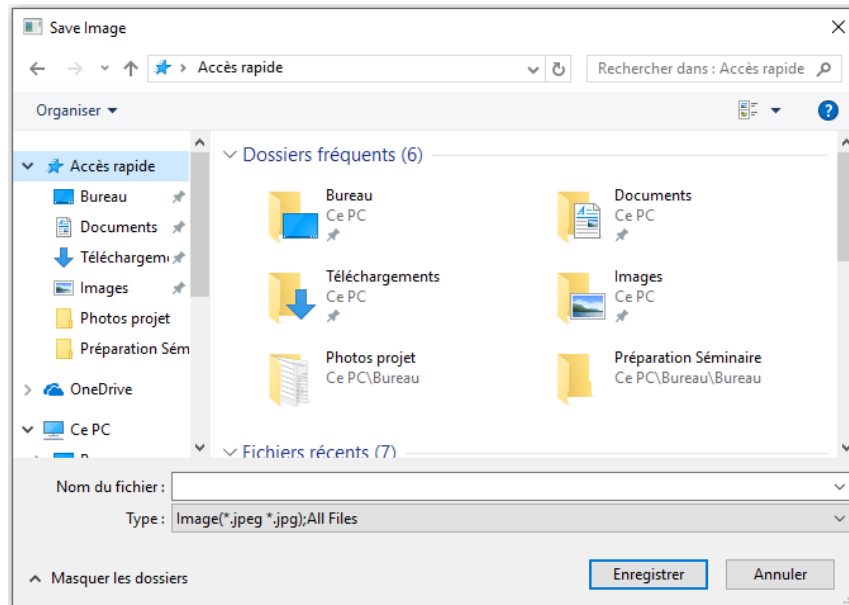 Save Image
Accès rapide
Rechercher dans : Accès rapide
Organiser
?
Accès rapide
Bureau
Documents
Téléchargem
Images
Photos projet
Préparation Sém
OneDrive
Ce PC
Dossiers fréquents (6)
Bureau
Ce PC
Documents
Ce PC
Téléchargements
Ce PC
Images
Ce PC
Photos projet
Ce PC\Bureau
Préparation Séminaire
Ce PC\Bureau\Bureau
Fichiers récents (7)
Nom du fichier :
Type : Image(*.jpeg *.jpg);All Files
Masquer les dossiers
Enregistrer
Annuler